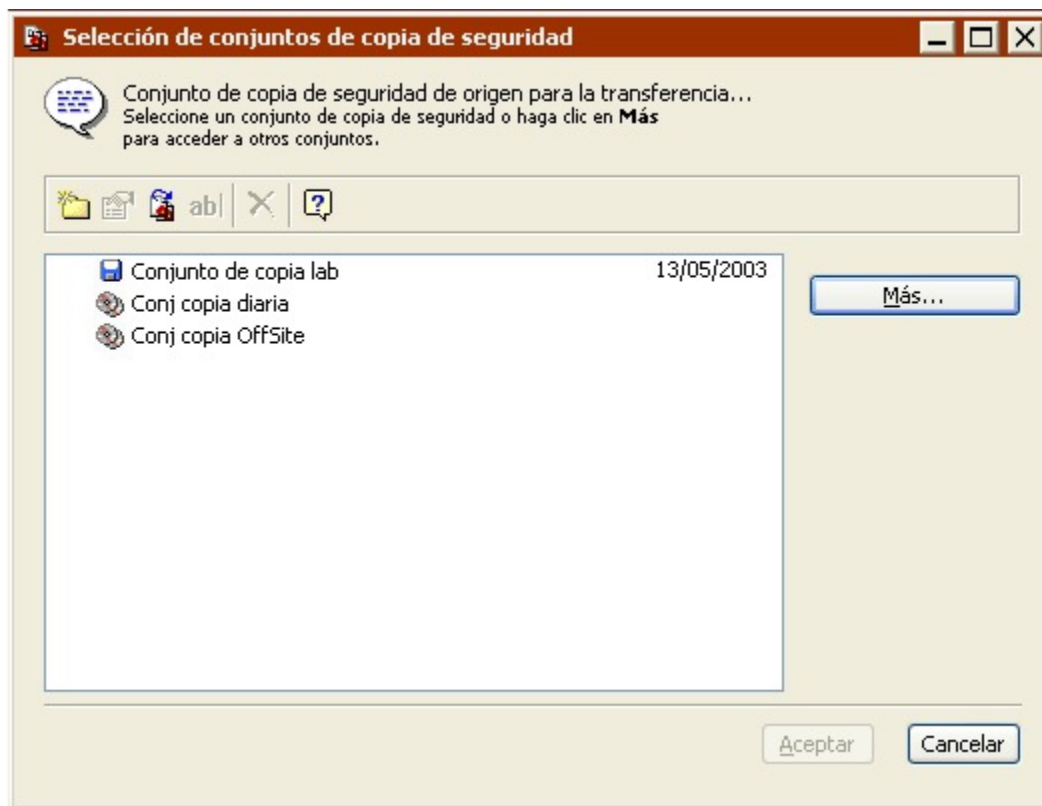 Selección de conjuntos de copia de seguridad
Conjunto de copia de seguridad de origen para la transferencia...
Seleccione un conjunto de copia de seguridad o haga clic en Más
para acceder a otros conjuntos.
ab|
Conjunto de copia lab 13/05/2003
Más...
Conj copia diaria
Conj copia OffSite
Aceptar Cancelar